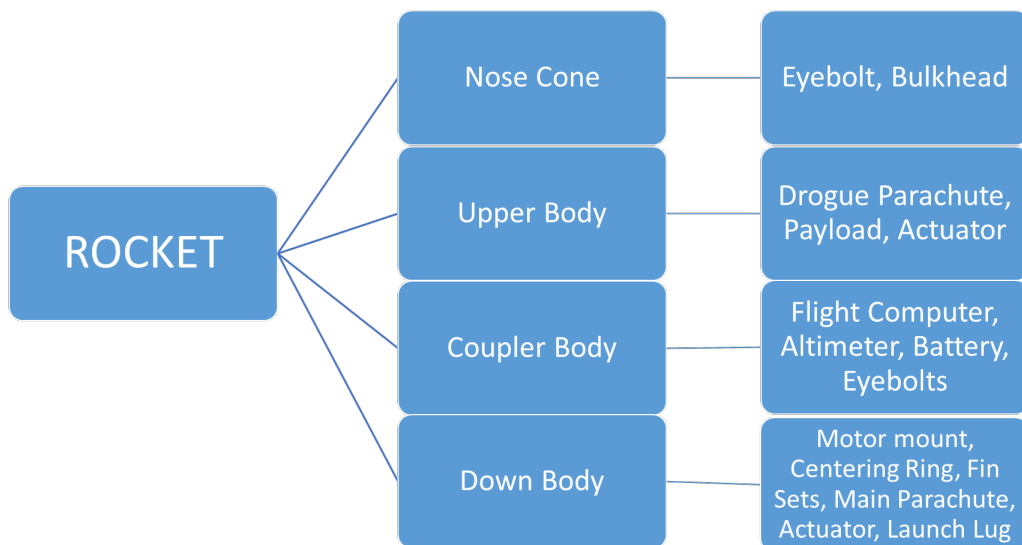 ROCKET
Nose Cone
Eyebolt, Bulkhead
Upper Body
Drogue Parachute,
Payload, Actuator
Coupler Body
Flight Computer,
Altimeter, Battery,
Eyebolts
Down Body
Motor mount,
Centering Ring, Fin
Sets, Main Parachute,
Actuator, Launch Lug